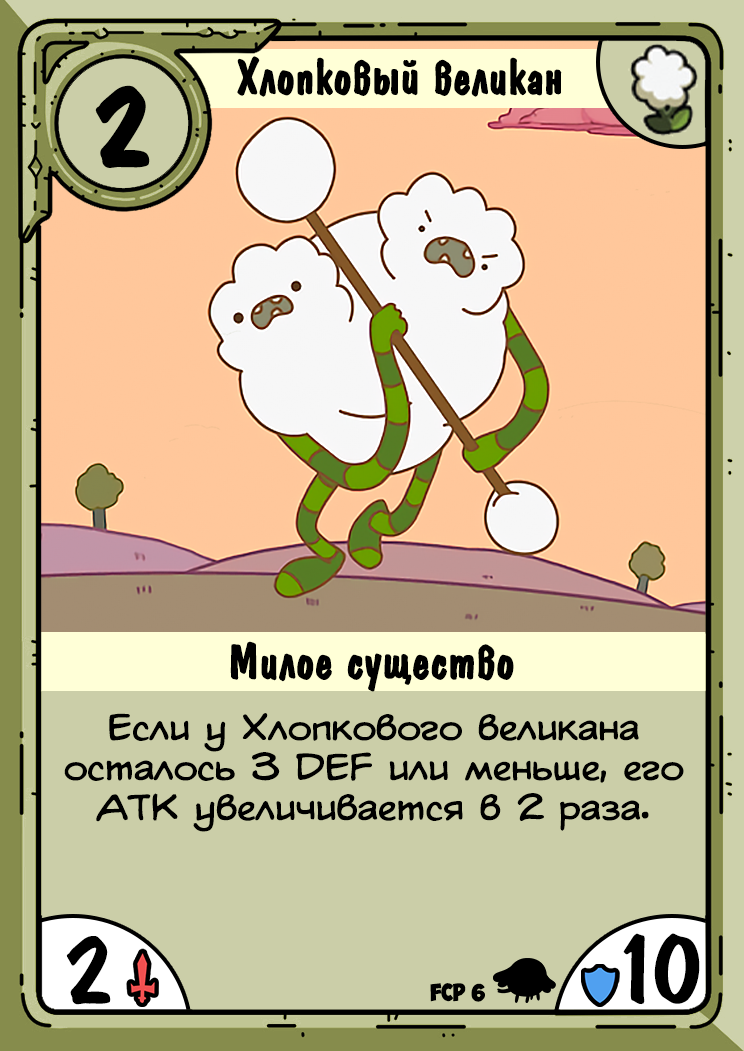 2
Хлопковый великан
Милое существо
Если у Хлопкового великана
осталось 3 DEF или меньше, его
АТК увеличивается в 2 раза.
2
FCP 6
10